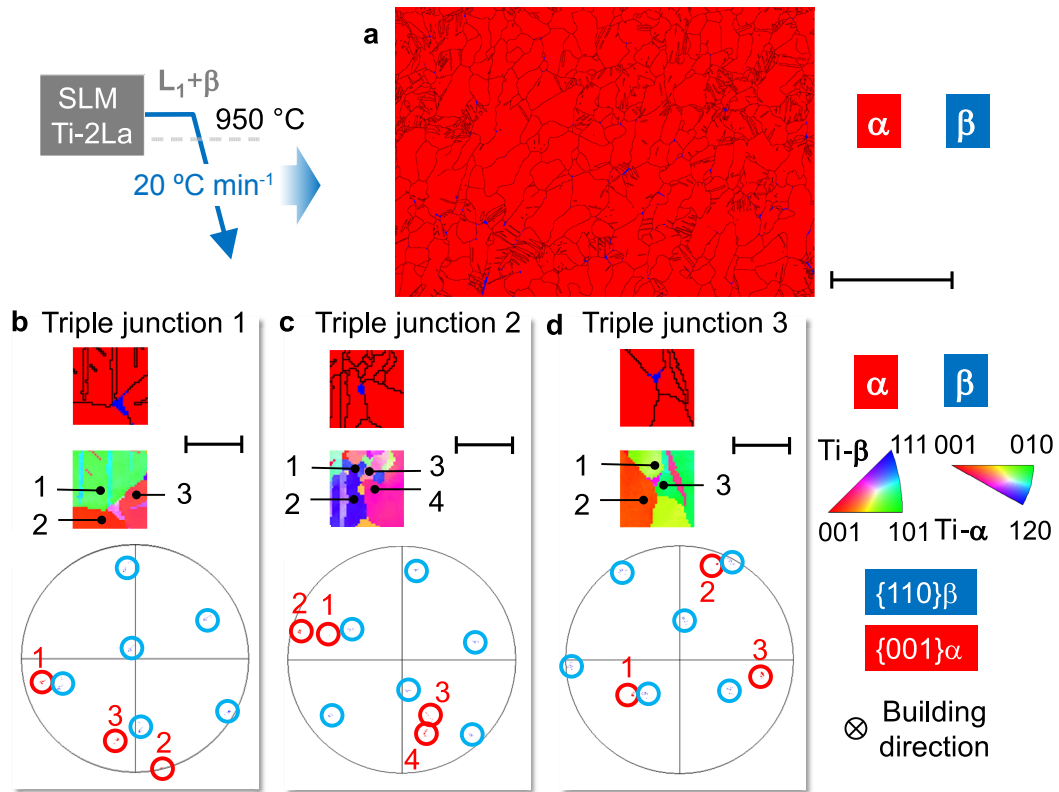 a
SLM
Ti-2La
L₁+β
950 °C
20 ºC min⁻¹
α
β
b Triple junction 1
1
2
3
1
3
2
c Triple junction 2
1
2
3
4
2
1
3
4
d Triple junction 3
1
2
3
2
1
3
α
β
Ti-β
111
001
101
001
010
Ti-α
120
{110}β
{001}α
Building
direction